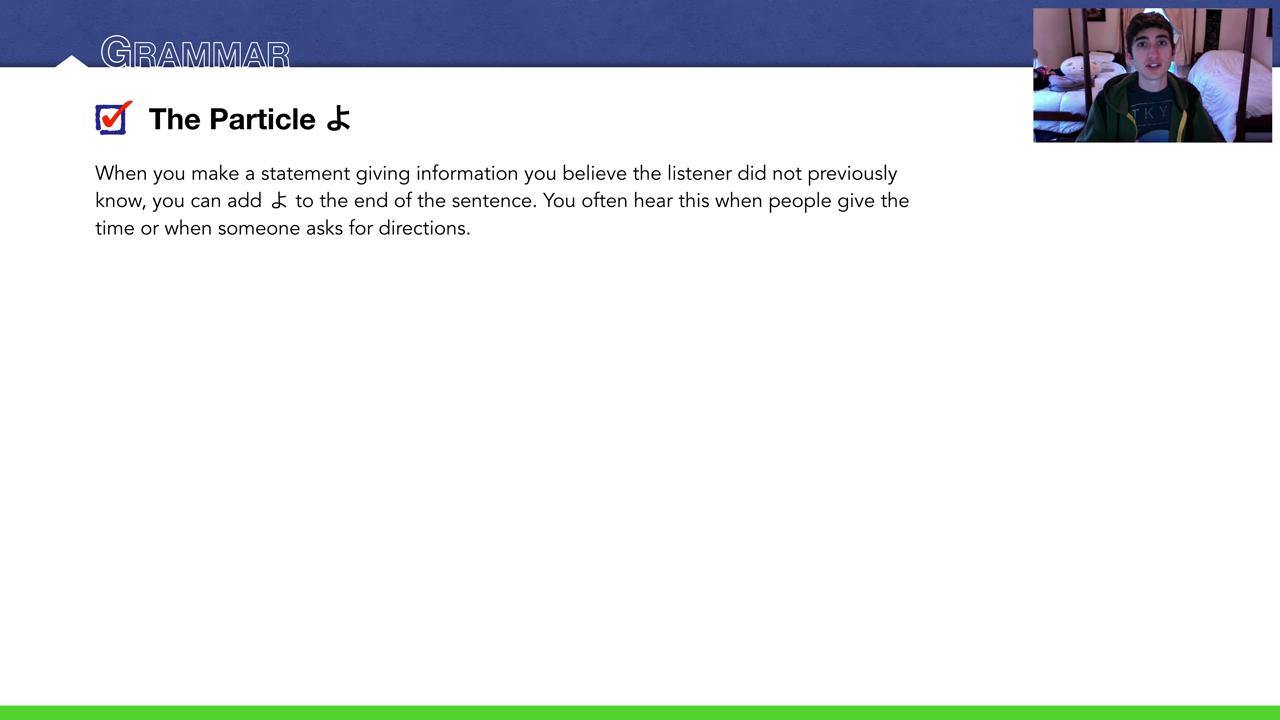 GRAMMAR
The Particle よ
When you make a statement giving information you believe the listener did not previously
know, you can add よ to the end of the sentence. You often hear this when people give the
time or when someone asks for directions.
TKY